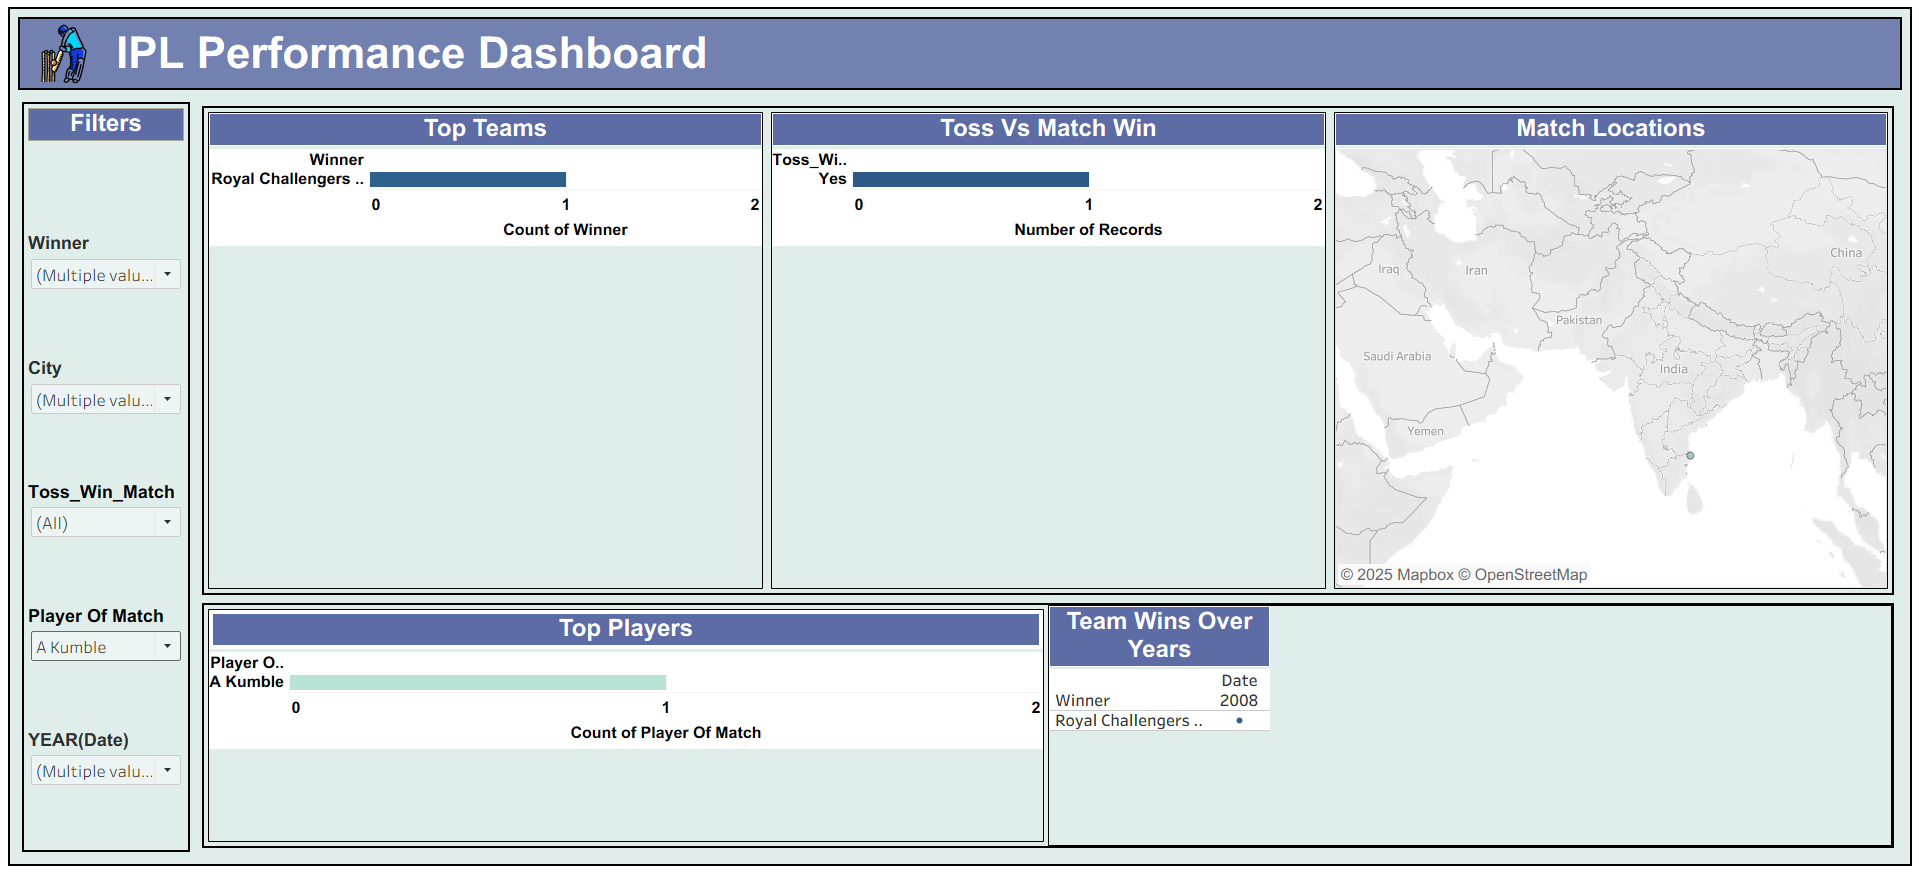 IPL Performance Dashboard
Filters
Winner
(Multiple valu...
City
(Multiple valu...
Toss_Win_Match
(All)
Player Of Match
A Kumble
YEAR(Date)
(Multiple valu...
Top Teams
Winner
Royal Challengers ..
0 1 2
Count of Winner
Toss Vs Match Win
Toss_Wi..
Yes
0 1 2
Number of Records
Match Locations
China
Iraq
Iran
Pakistan
Saudi Arabia
India
Yemen
© 2025 Mapbox © OpenStreetMap
Top Players
Player O..
A Kumble
0 1 2
Count of Player Of Match
Team Wins Over
Years
Date
Winner 2008
Royal Challengers ..